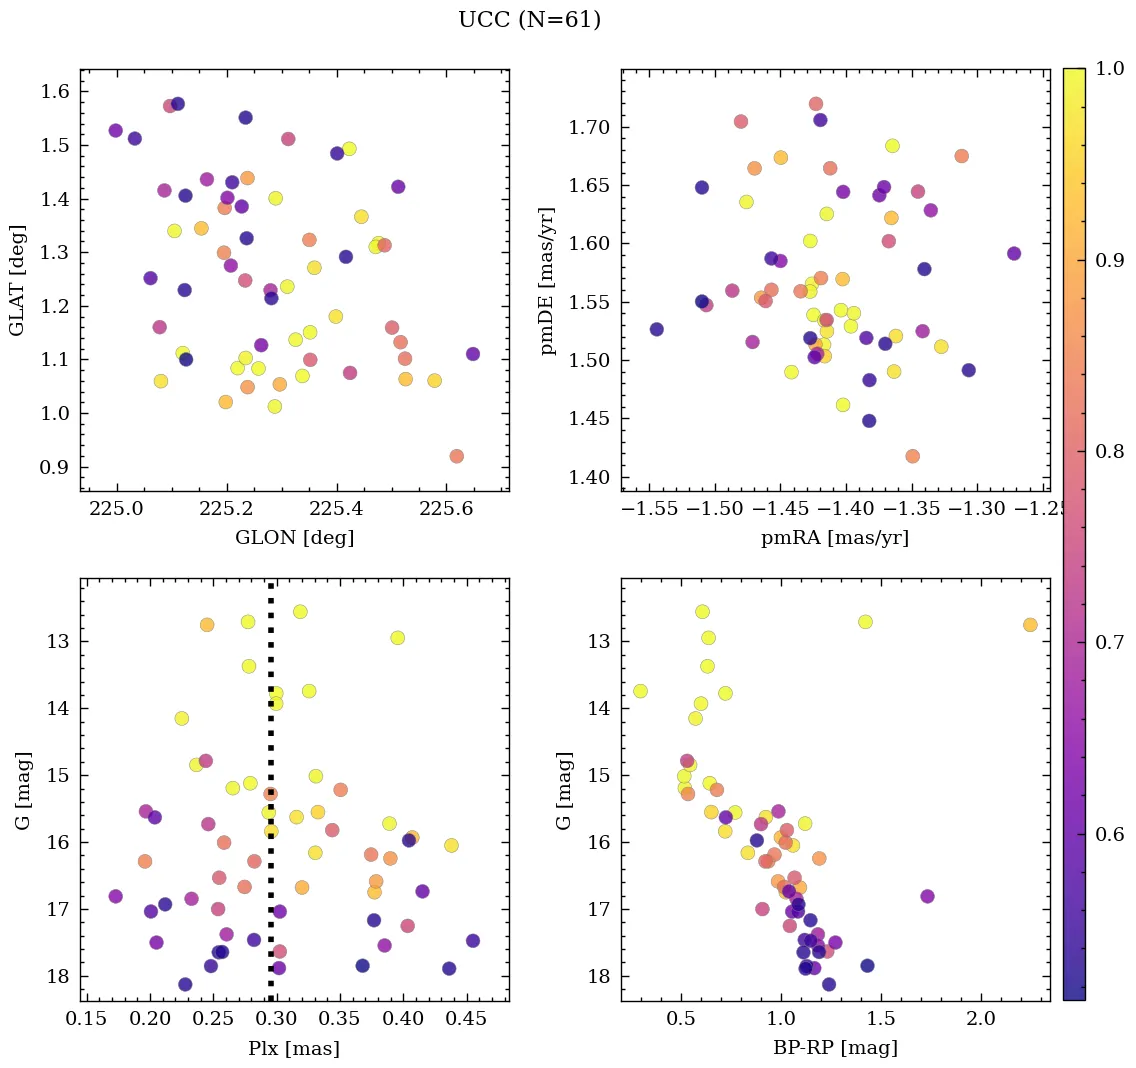 UCC (N=61)
1.6
1.5
1.4
1.3
1.2
1.1
1.0
0.9
GLAT [deg]
225.0 225.2 225.4 225.6
GLON [deg]
1.70
1.65
1.60
1.55
1.50
1.45
1.40
pmDE [mas/yr]
−1.55 −1.50 −1.45 −1.40 −1.35 −1.30 −1.25
pmRA [mas/yr]
1.0
0.9
0.8
0.7
0.6
13
14
15
16
17
18
G [mag]
0.15 0.20 0.25 0.30 0.35 0.40 0.45
Plx [mas]
13
14
15
16
17
18
G [mag]
0.5 1.0 1.5 2.0
BP-RP [mag]